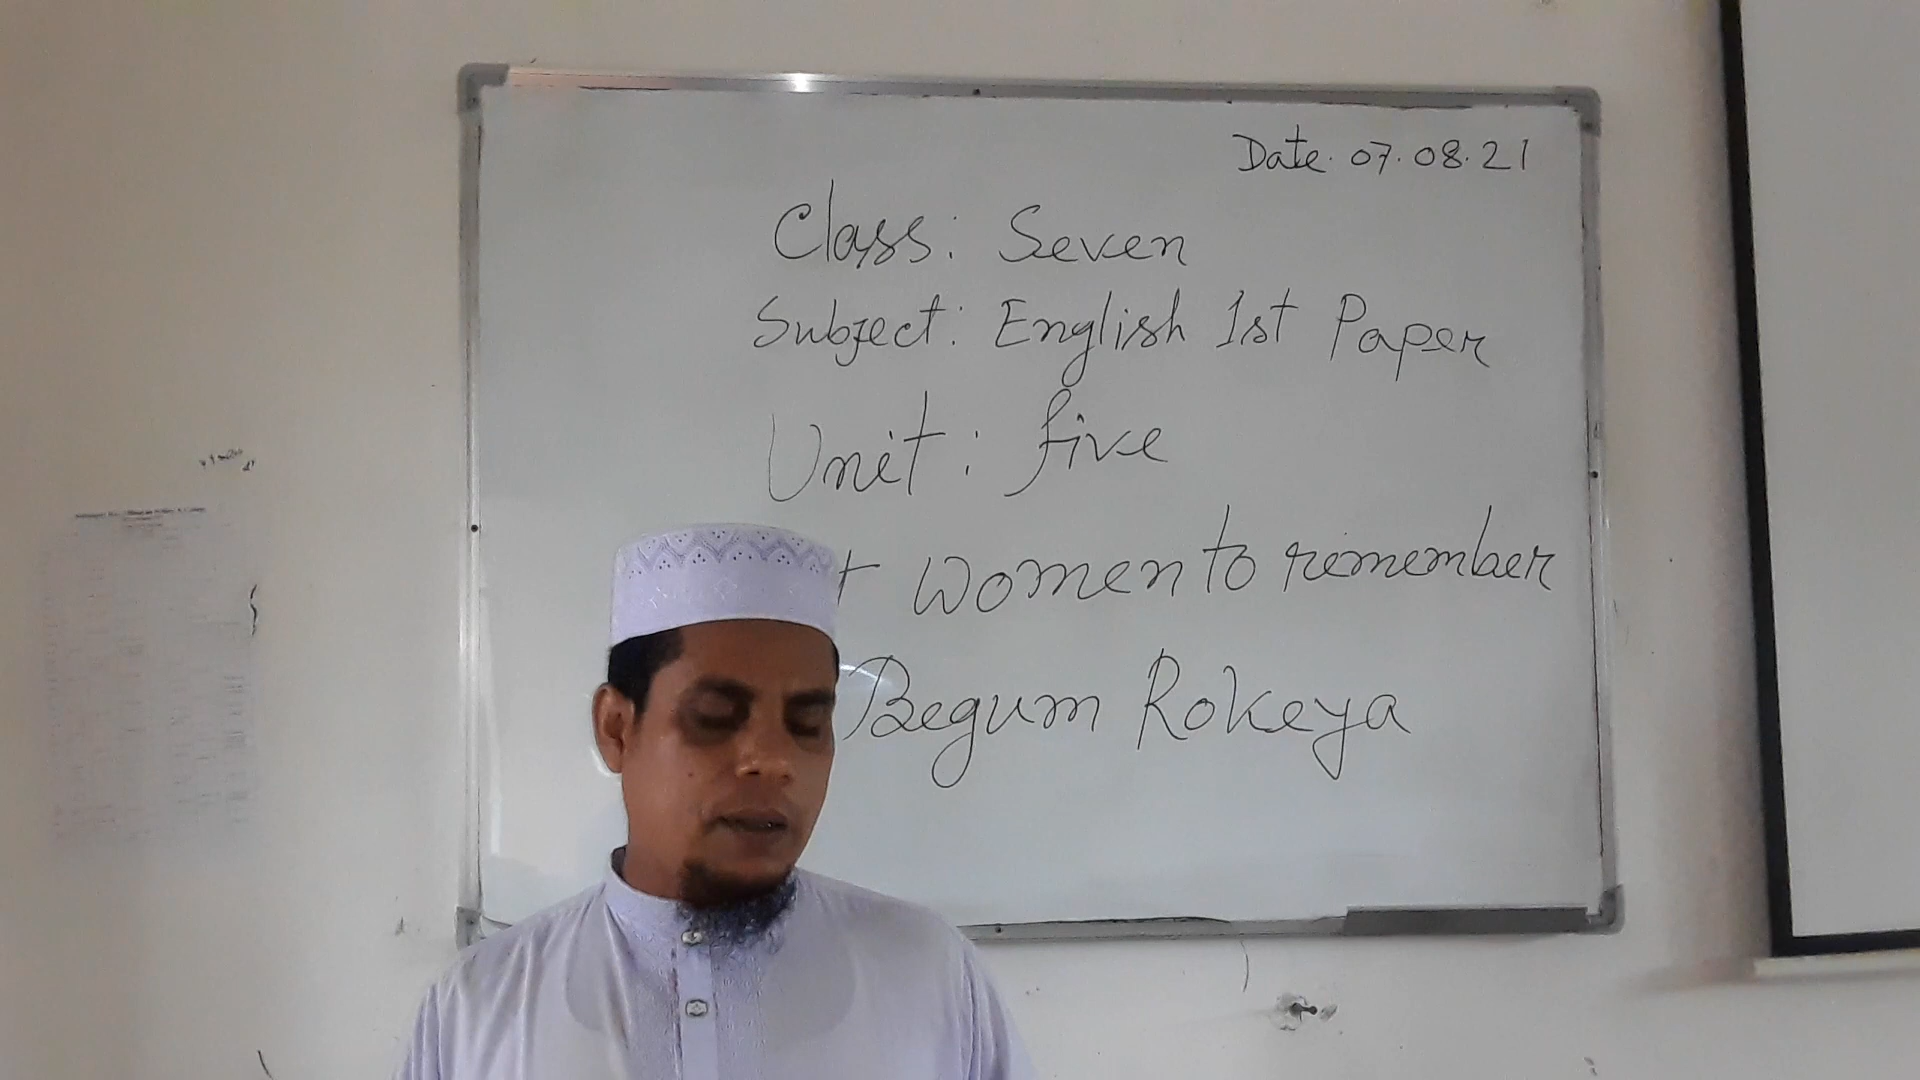 Date. 07.08.21
Class: Seven
Subject: English 1st Paper
Unit: five
women to remember
Begum Rokeya